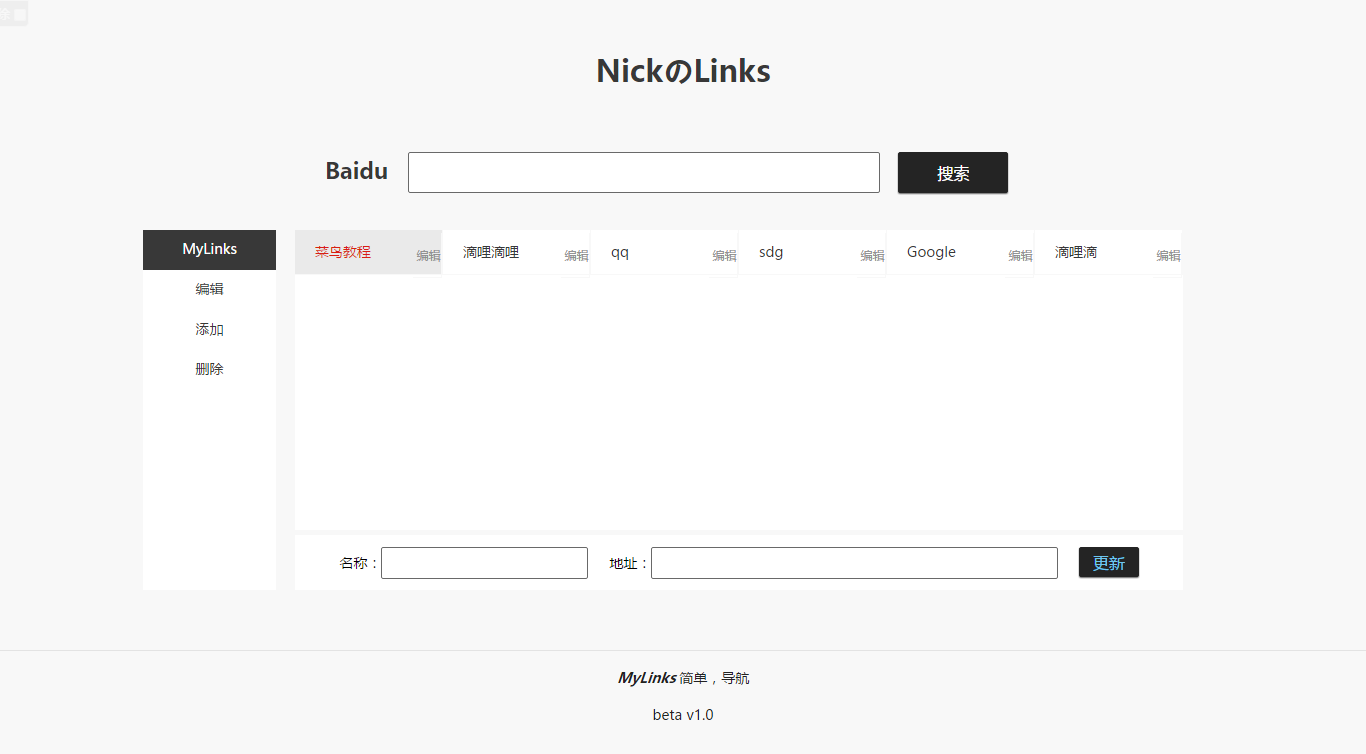 NickのLinks
Baidu 搜索
MyLinks
编辑
添加
删除
菜鸟教程 编辑 滴哩滴哩 编辑 qq 编辑 sdg 编辑 Google 编辑 滴哩滴 编辑
名称： 地址： 更新
MyLinks 简单，导航
beta v1.0